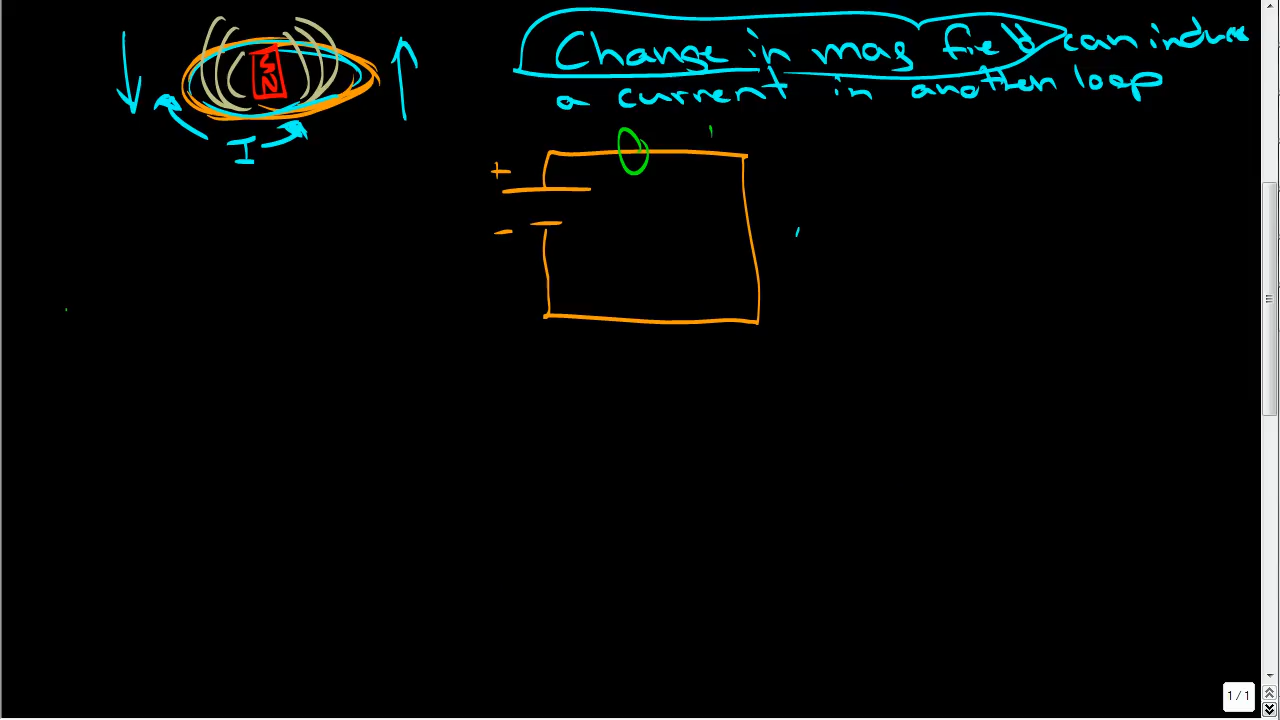 Change in mag field can induce
a current in another loop
S
N
I
+
-
1 / 1